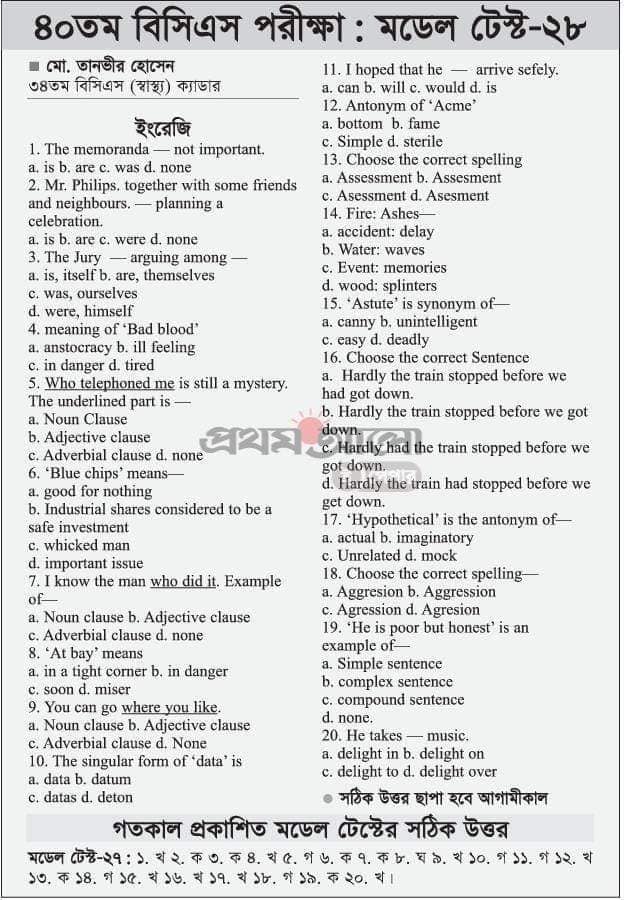 ৪০তম বিসিএস পরীক্ষা : মডেল টেস্ট-২৮
মো. তানভীর হোসেন
৩৪তম বিসিএস (স্বাস্থ্য) ক্যাডার
ইংরেজি
1. The memoranda — not important.
a. is b. are c. was d. none
2. Mr. Philips. together with some friends
and neighbours. — planning a
celebration.
a. is b. are c. were d. none
3. The Jury — arguing among —
a. is, itself b. are, themselves
c. was, ourselves
d. were, himself
4. meaning of ‘Bad blood’
a. anstocracy b. ill feeling
c. in danger d. tired
5. Who telephoned me is still a mystery.
The underlined part is —
a. Noun Clause
b. Adjective clause
c. Adverbial clause d. none
6. ‘Blue chips’ means—
a. good for nothing
b. Industrial shares considered to be a
safe investment
c. whicked man
d. important issue
7. I know the man who did it. Example
of—
a. Noun clause b. Adjective clause
c. Adverbial clause d. none
8. ‘At bay’ means
a. in a tight corner b. in danger
c. soon d. miser
9. You can go where you like.
a. Noun clause b. Adjective clause
c. Adverbial clause d. None
10. The singular form of ‘data’ is
a. data b. datum
c. datas d. deton
11. I hoped that he — arrive sefely.
a. can b. will c. would d. is
12. Antonym of ‘Acme’
a. bottom b. fame
c. Simple d. sterile
13. Choose the correct spelling
a. Assessment b. Assesment
c. Asessment d. Asesment
14. Fire: Ashes—
a. accident: delay
b. Water: waves
c. Event: memories
d. wood: splinters
15. ‘Astute’ is synonym of—
a. canny b. unintelligent
c. easy d. deadly
16. Choose the correct Sentence
a. Hardly the train stopped before we
had got down.
b. Hardly the train stopped before we got
down.
c. Hardly had the train stopped before we
got down.
d. Hardly the train had stopped before we
get down.
17. ‘Hypothetical’ is the antonym of—
a. actual b. imaginatory
c. Unrelated d. mock
18. Choose the correct spelling—
a. Aggresion b. Aggression
c. Agression d. Agresion
19. ‘He is poor but honest’ is an
example of—
a. Simple sentence
b. complex sentence
c. compound sentence
d. none.
20. He takes — music.
a. delight in b. delight on
c. delight to d. delight over
সঠিক উত্তর ছাপা হবে আগামীকাল
প্রথম আলো
ই-পেপার
গতকাল প্রকাশিত মডেল টেস্টের সঠিক উত্তর
মডেল টেস্ট-২৭ : ১. খ ২. ক ৩. ক ৪. খ ৫. গ ৬. ক ৭. ক ৮. ঘ ৯. খ ১০. গ ১১. গ ১২. খ
১৩. ক ১৪. গ ১৫. খ ১৬. খ ১৭. খ ১৮. গ ১৯. ক ২০. খ।